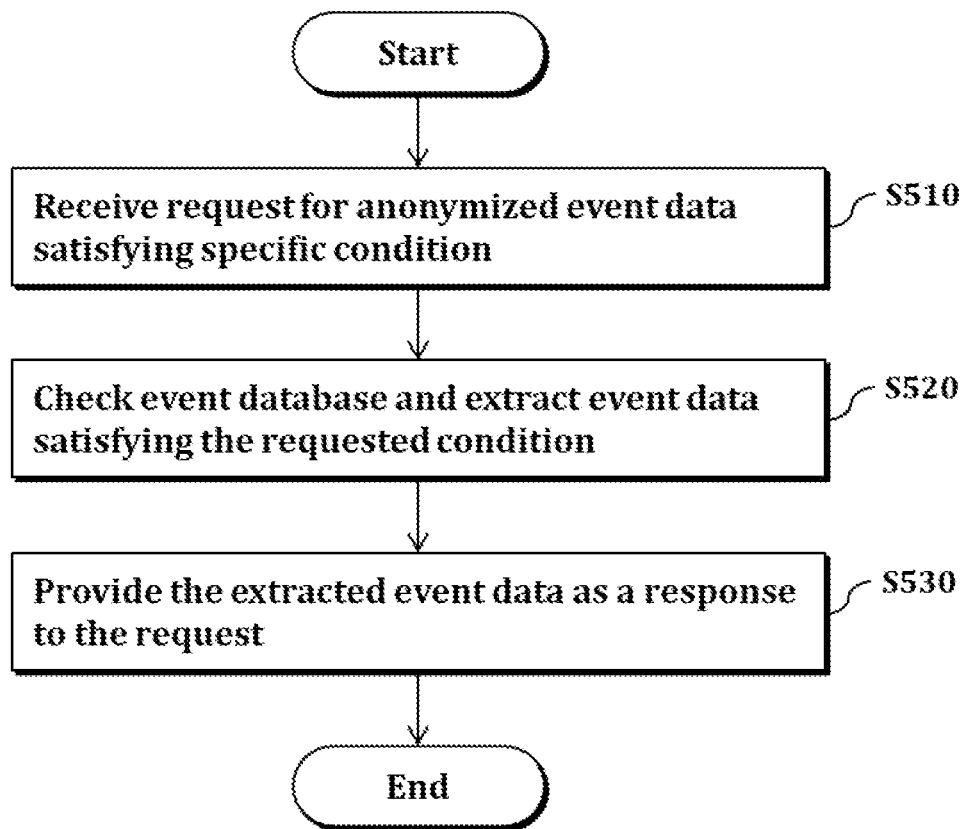 Start
Receive request for anonymized event data
satisfying specific condition
S510
Check event database and extract event data
satisfying the requested condition
S520
Provide the extracted event data as a response
to the request
S530
End